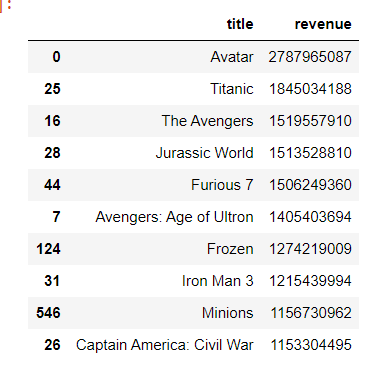 title revenue
0 Avatar 2787965087
25 Titanic 1845034188
16 The Avengers 1519557910
28 Jurassic World 1513528810
44 Furious 7 1506249360
7 Avengers: Age of Ultron 1405403694
124 Frozen 1274219009
31 Iron Man 3 1215439994
546 Minions 1156730962
26 Captain America: Civil War 1153304495